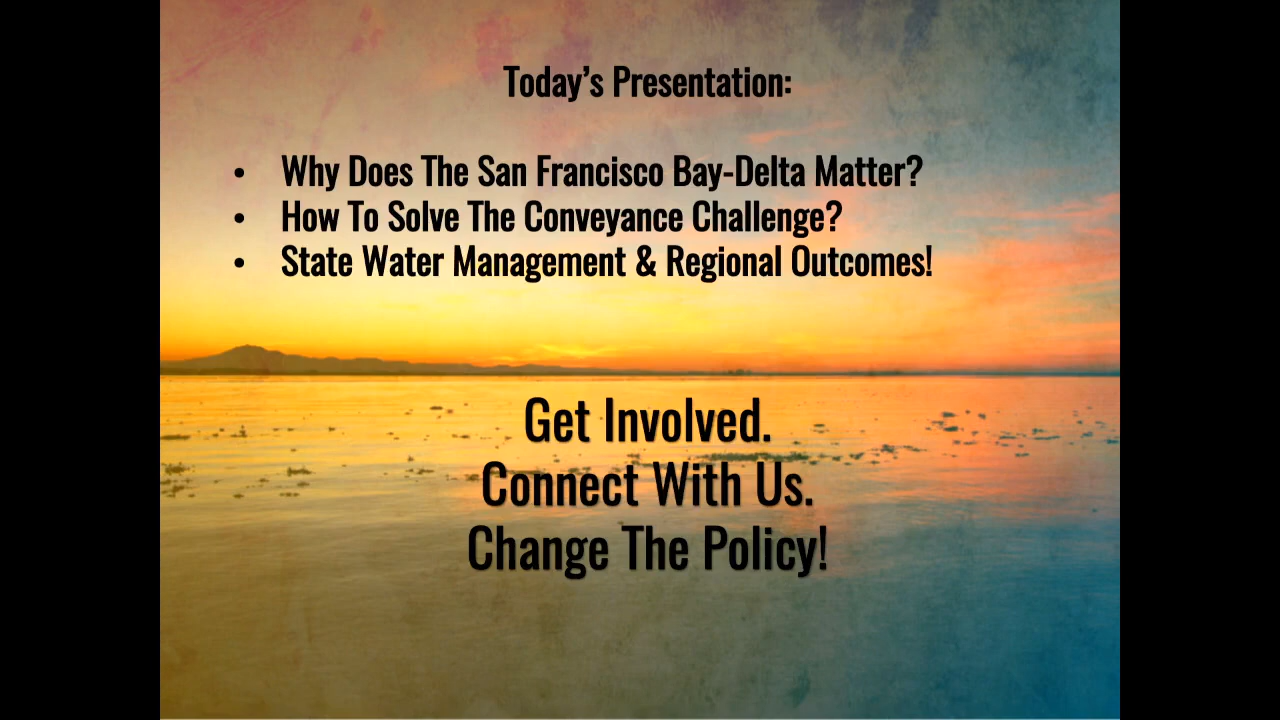 Today’s Presentation:
• Why Does The San Francisco Bay-Delta Matter?
• How To Solve The Conveyance Challenge?
• State Water Management & Regional Outcomes!
Get Involved.
Connect With Us.
Change The Policy!